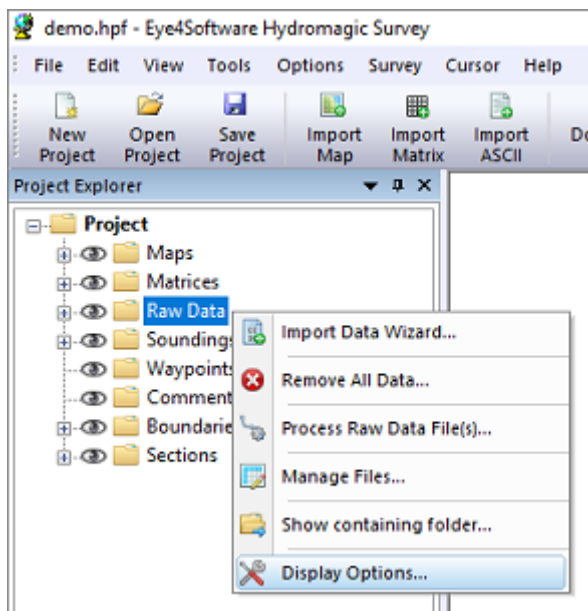 demo.hpf - Eye4Software Hydromagic Survey
File Edit View Tools Options Survey Cursor Help
New Open Save Import Import Import
Project Project Project Map Matrix ASCII
Project Explorer
Project
Maps
Matrices
Raw Data
Soundings
Waypoints
Comment
Boundarie
Sections
Import Data Wizard...
Remove All Data...
Process Raw Data File(s)...
Manage Files...
Show containing folder...
Display Options...